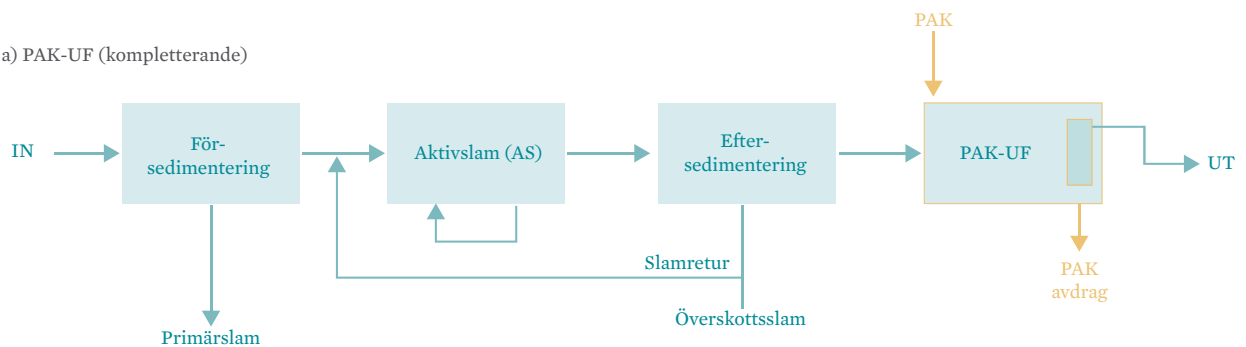 PAK
a) PAK-UF (kompletterande)
IN
För-
sedimentering
Aktivslam (AS)
Efter-
sedimentering
PAK-UF
UT
Slamretur
PAK
avdrag
Överskottsslam
Primärslam